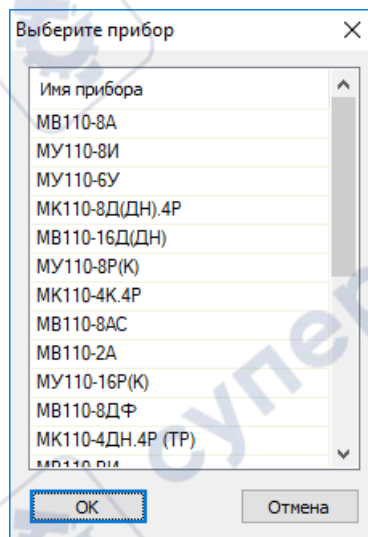 Выберите прибор
Имя прибора
МВ110-8А
МУ110-8И
МУ110-6У
МК110-8Д(ДН).4Р
МВ110-16Д(ДН)
МУ110-8Р(К)
МК110-4К.4Р
МВ110-8АС
МВ110-2А
МУ110-16Р(К)
МВ110-8ДФ
МК110-4ДН.4Р (ТР)
супер
ОК
Отмена